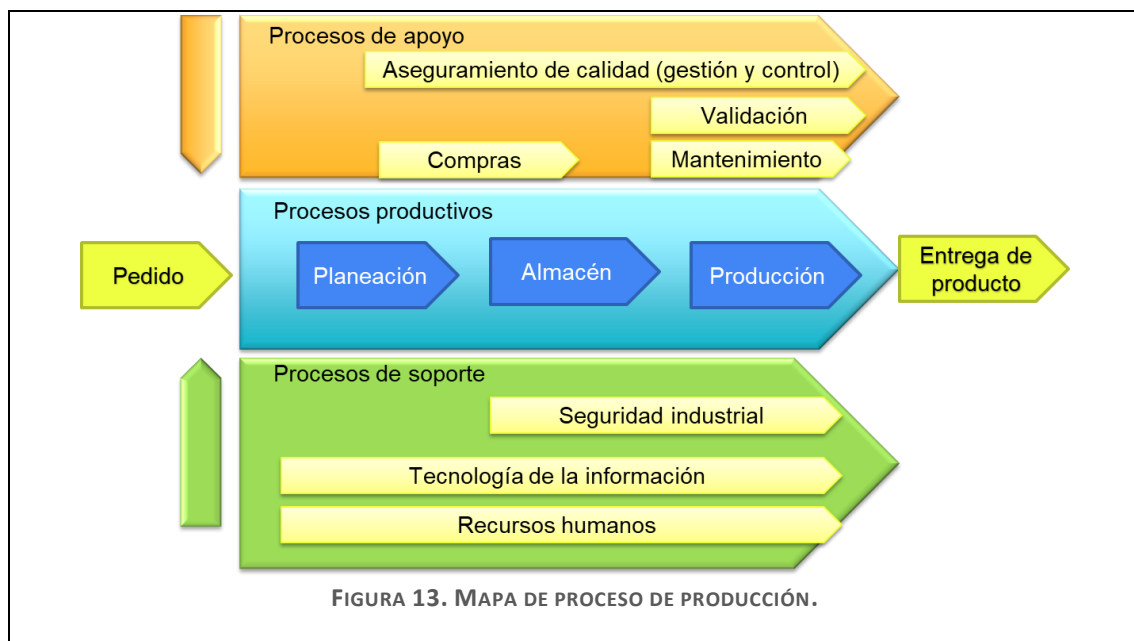 Procesos de apoyo
Aseguramiento de calidad (gestión y control)
Validación
Compras
Mantenimiento
Procesos productivos
Pedido
Planeación
Almacén
Producción
Entrega de
producto
Procesos de soporte
Seguridad industrial
Tecnología de la información
Recursos humanos
FIGURA 13. MAPA DE PROCESO DE PRODUCCIÓN.